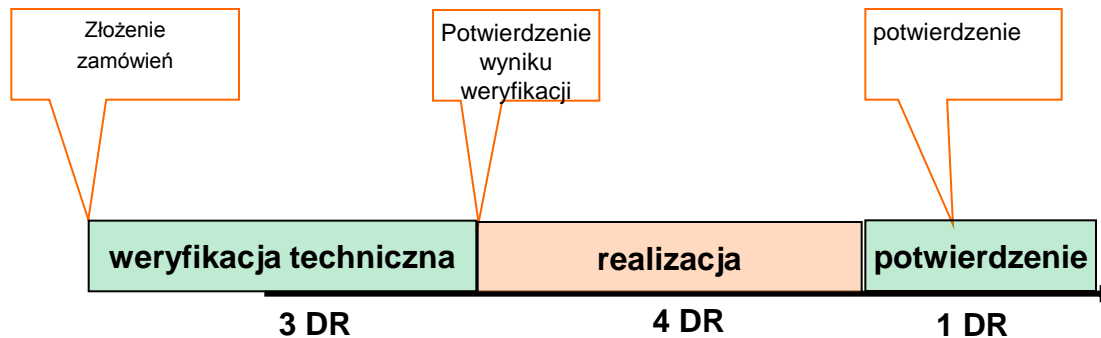 Złożenie
zamówień
Potwierdzenie
wyniku
weryfikacji
potwierdzenie
weryfikacja techniczna
realizacja
potwierdzenie
3 DR
4 DR
1 DR